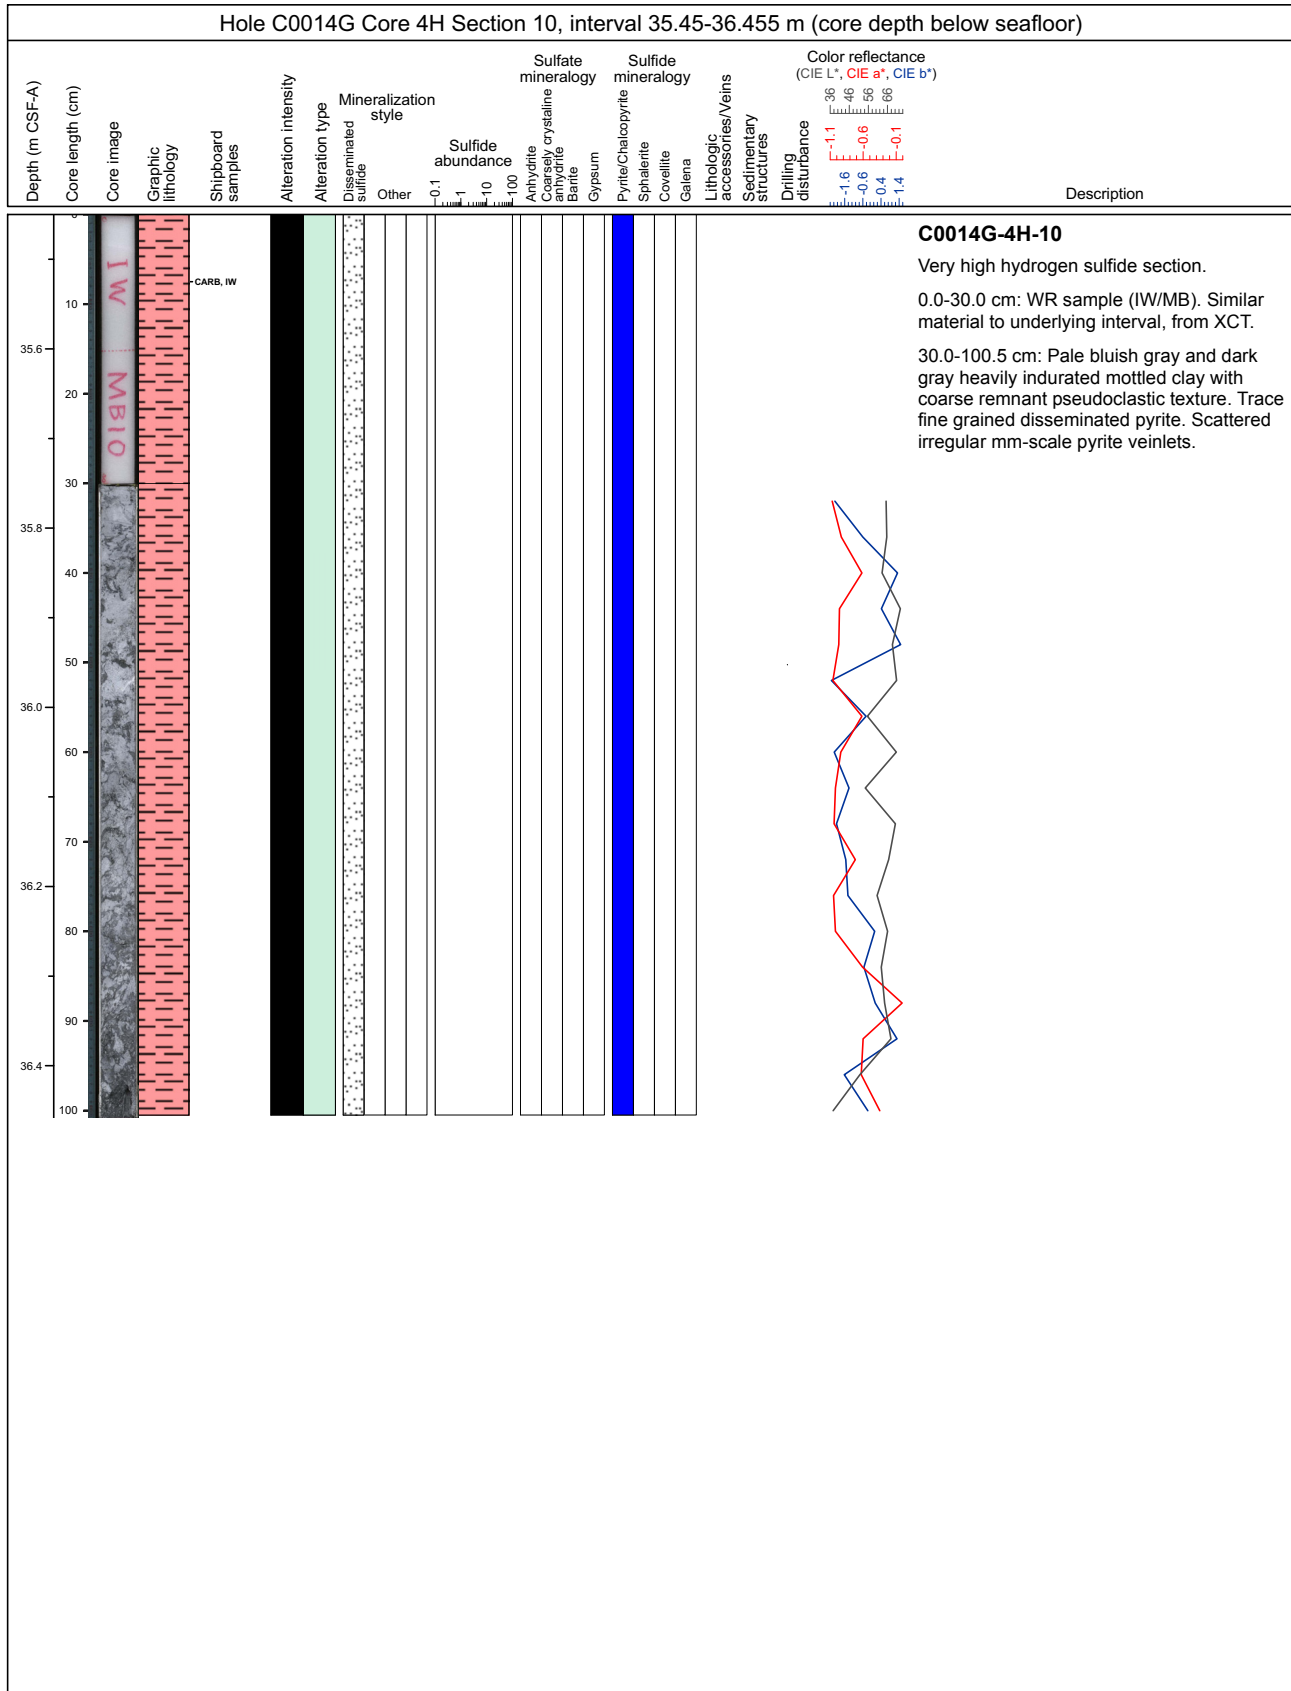 Hole C0014G Core 4H Section 10, interval 35.45-36.455 m (core depth below seafloor)
Depth (m CSF-A)
Core length (cm)
Core image
Graphic
lithology
Shipboard
samples
Alteration intensity
Alteration type
Mineralization
style
Disseminated
sulfide
Other
Sulfide
abundance
0.1
1
10
100
Sulfate
mineralogy
Anhydrite
Coarsely crystaline
anhydrite
Barite
Gypsum
Sulfide
mineralogy
Pyrite/Chalcopyrite
Sphalerite
Covellite
Galena
Lithologic
accessories/Veins
Sedimentary
structures
Drilling
disturbance
Color reflectance
(CIE L*, CIE a*, CIE b*)
36 46 56 66
-1.1 -0.6 -0.1
-1.6 -0.6 0.4 1.4
Description
35.6
35.8
36.0
36.2
36.4
0
10
20
30
40
50
60
70
80
90
100
IW
MBIO
CARB, IW
C0014G-4H-10
Very high hydrogen sulfide section.
0.0-30.0 cm: WR sample (IW/MB). Similar
material to underlying interval, from XCT.
30.0-100.5 cm: Pale bluish gray and dark
gray heavily indurated mottled clay with
coarse remnant pseudoclastic texture. Trace
fine grained disseminated pyrite. Scattered
irregular mm-scale pyrite veinlets.